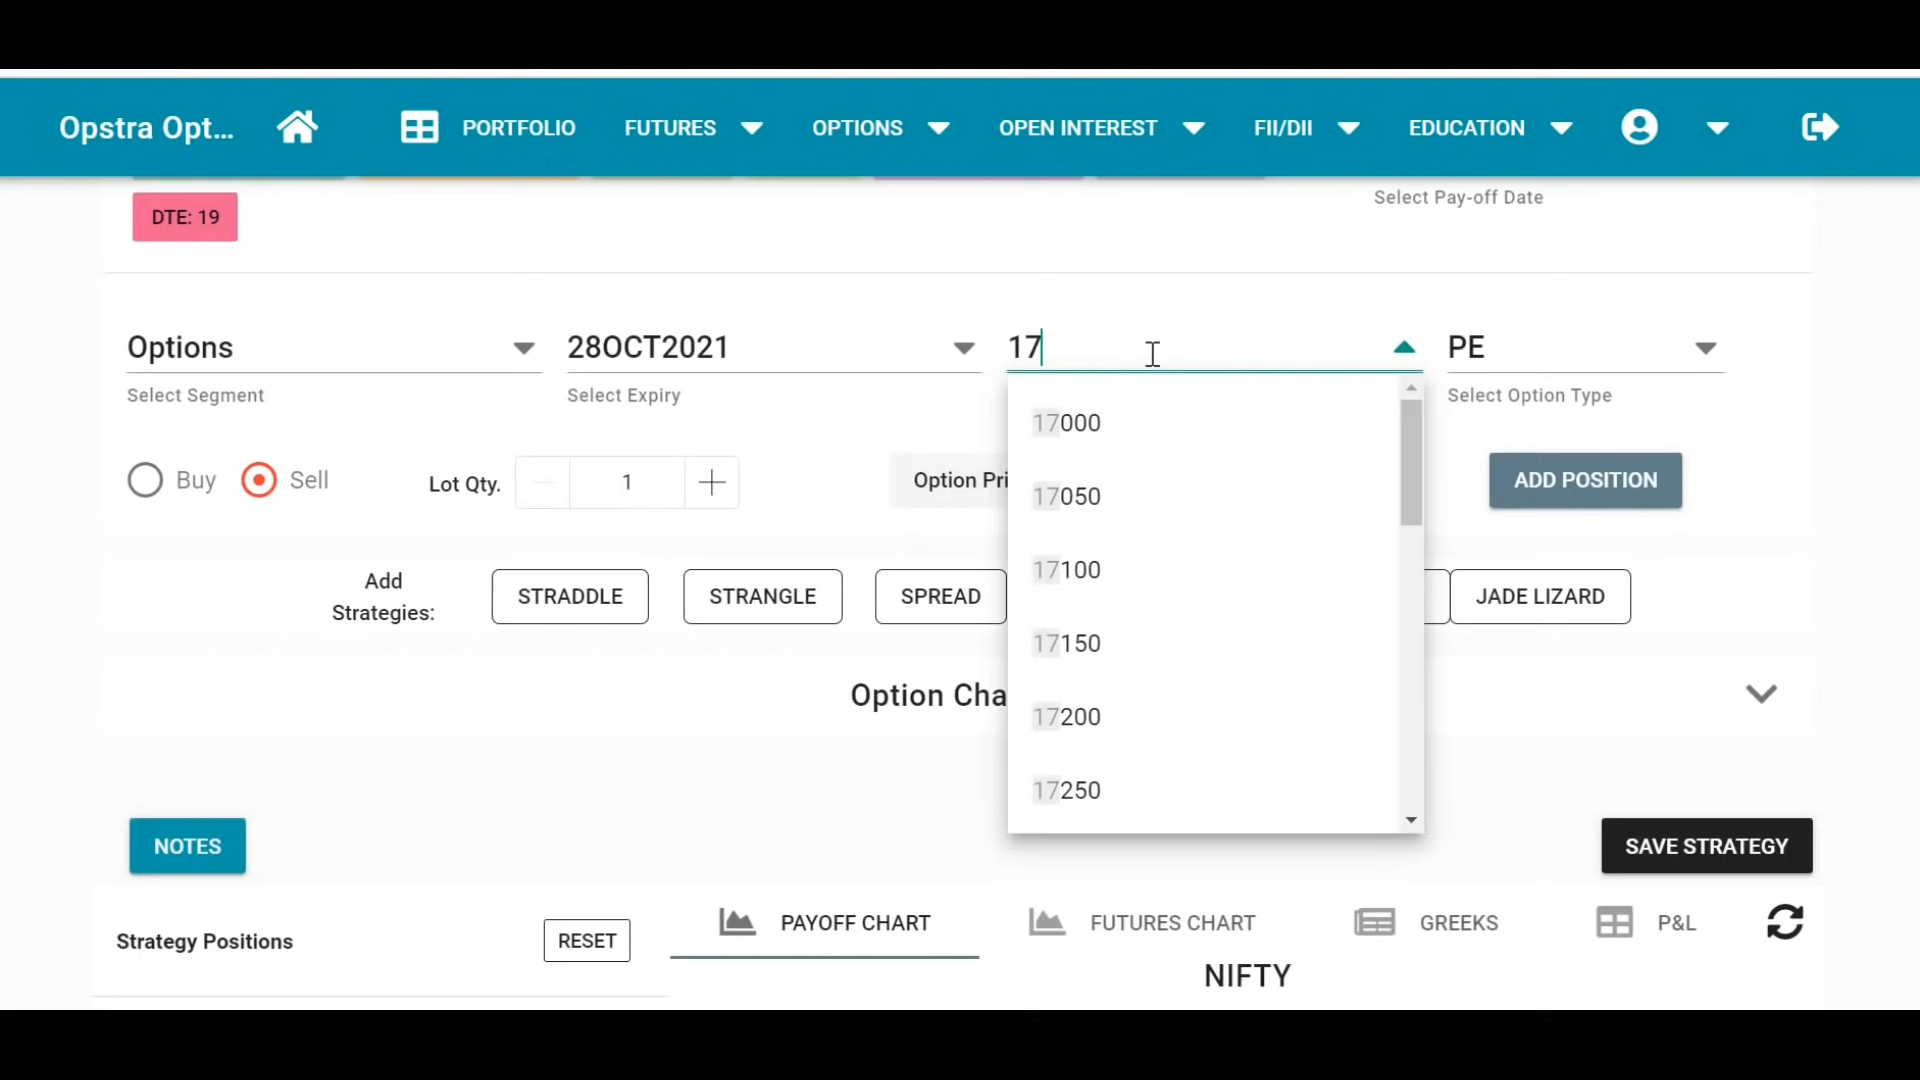 Opstra Opt...
PORTFOLIO
FUTURES
OPTIONS
OPEN INTEREST
FII/DII
EDUCATION
DTE: 19
Select Pay-off Date
Options
28OCT2021
17
PE
Select Segment
Select Expiry
Select Option Type
Buy
Sell
Lot Qty.
1
Option Pri
ADD POSITION
17000
17050
17100
17150
17200
17250
Add
Strategies:
STRADDLE
STRANGLE
SPREAD
JADE LIZARD
Option Cha
NOTES
SAVE STRATEGY
Strategy Positions
RESET
PAYOFF CHART
FUTURES CHART
GREEKS
P&L
NIFTY